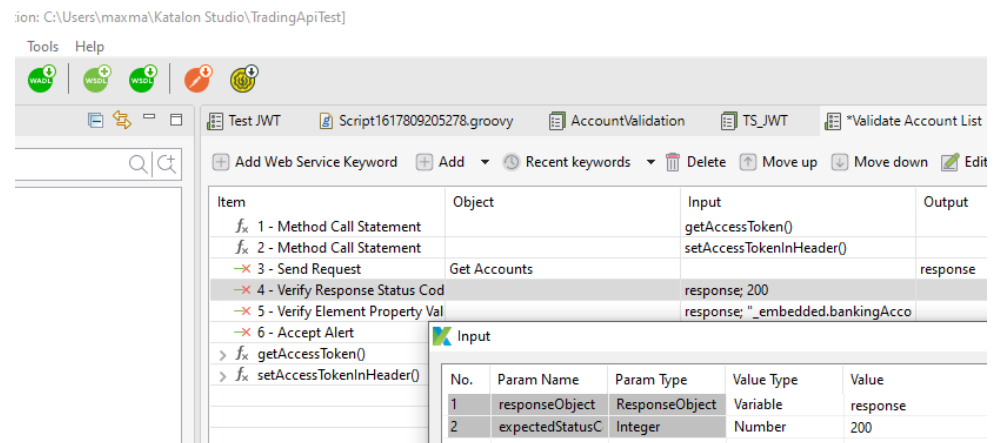 tion: C:\Users\maxma\Katalon Studio\TradingApiTest]
Tools Help
WADL WSDL WSDL
Test JWT Script1617809205278.groovy AccountValidation TS_JWT *Validate Account List
Add Web Service Keyword Add Recent keywords Delete Move up Move down Edit
Item Object Input Output
fx 1 - Method Call Statement getAccessToken()
fx 2 - Method Call Statement setAccessTokenInHeader()
3 - Send Request Get Accounts response
4 - Verify Response Status Cod response; 200
5 - Verify Element Property Val response; "_embedded.bankingAcco
6 - Accept Alert
Input
fx getAccessToken()
fx setAccessTokenInHeader()
No. Param Name Param Type Value Type Value
1 responseObject ResponseObject Variable response
2 expectedStatusC Integer Number 200